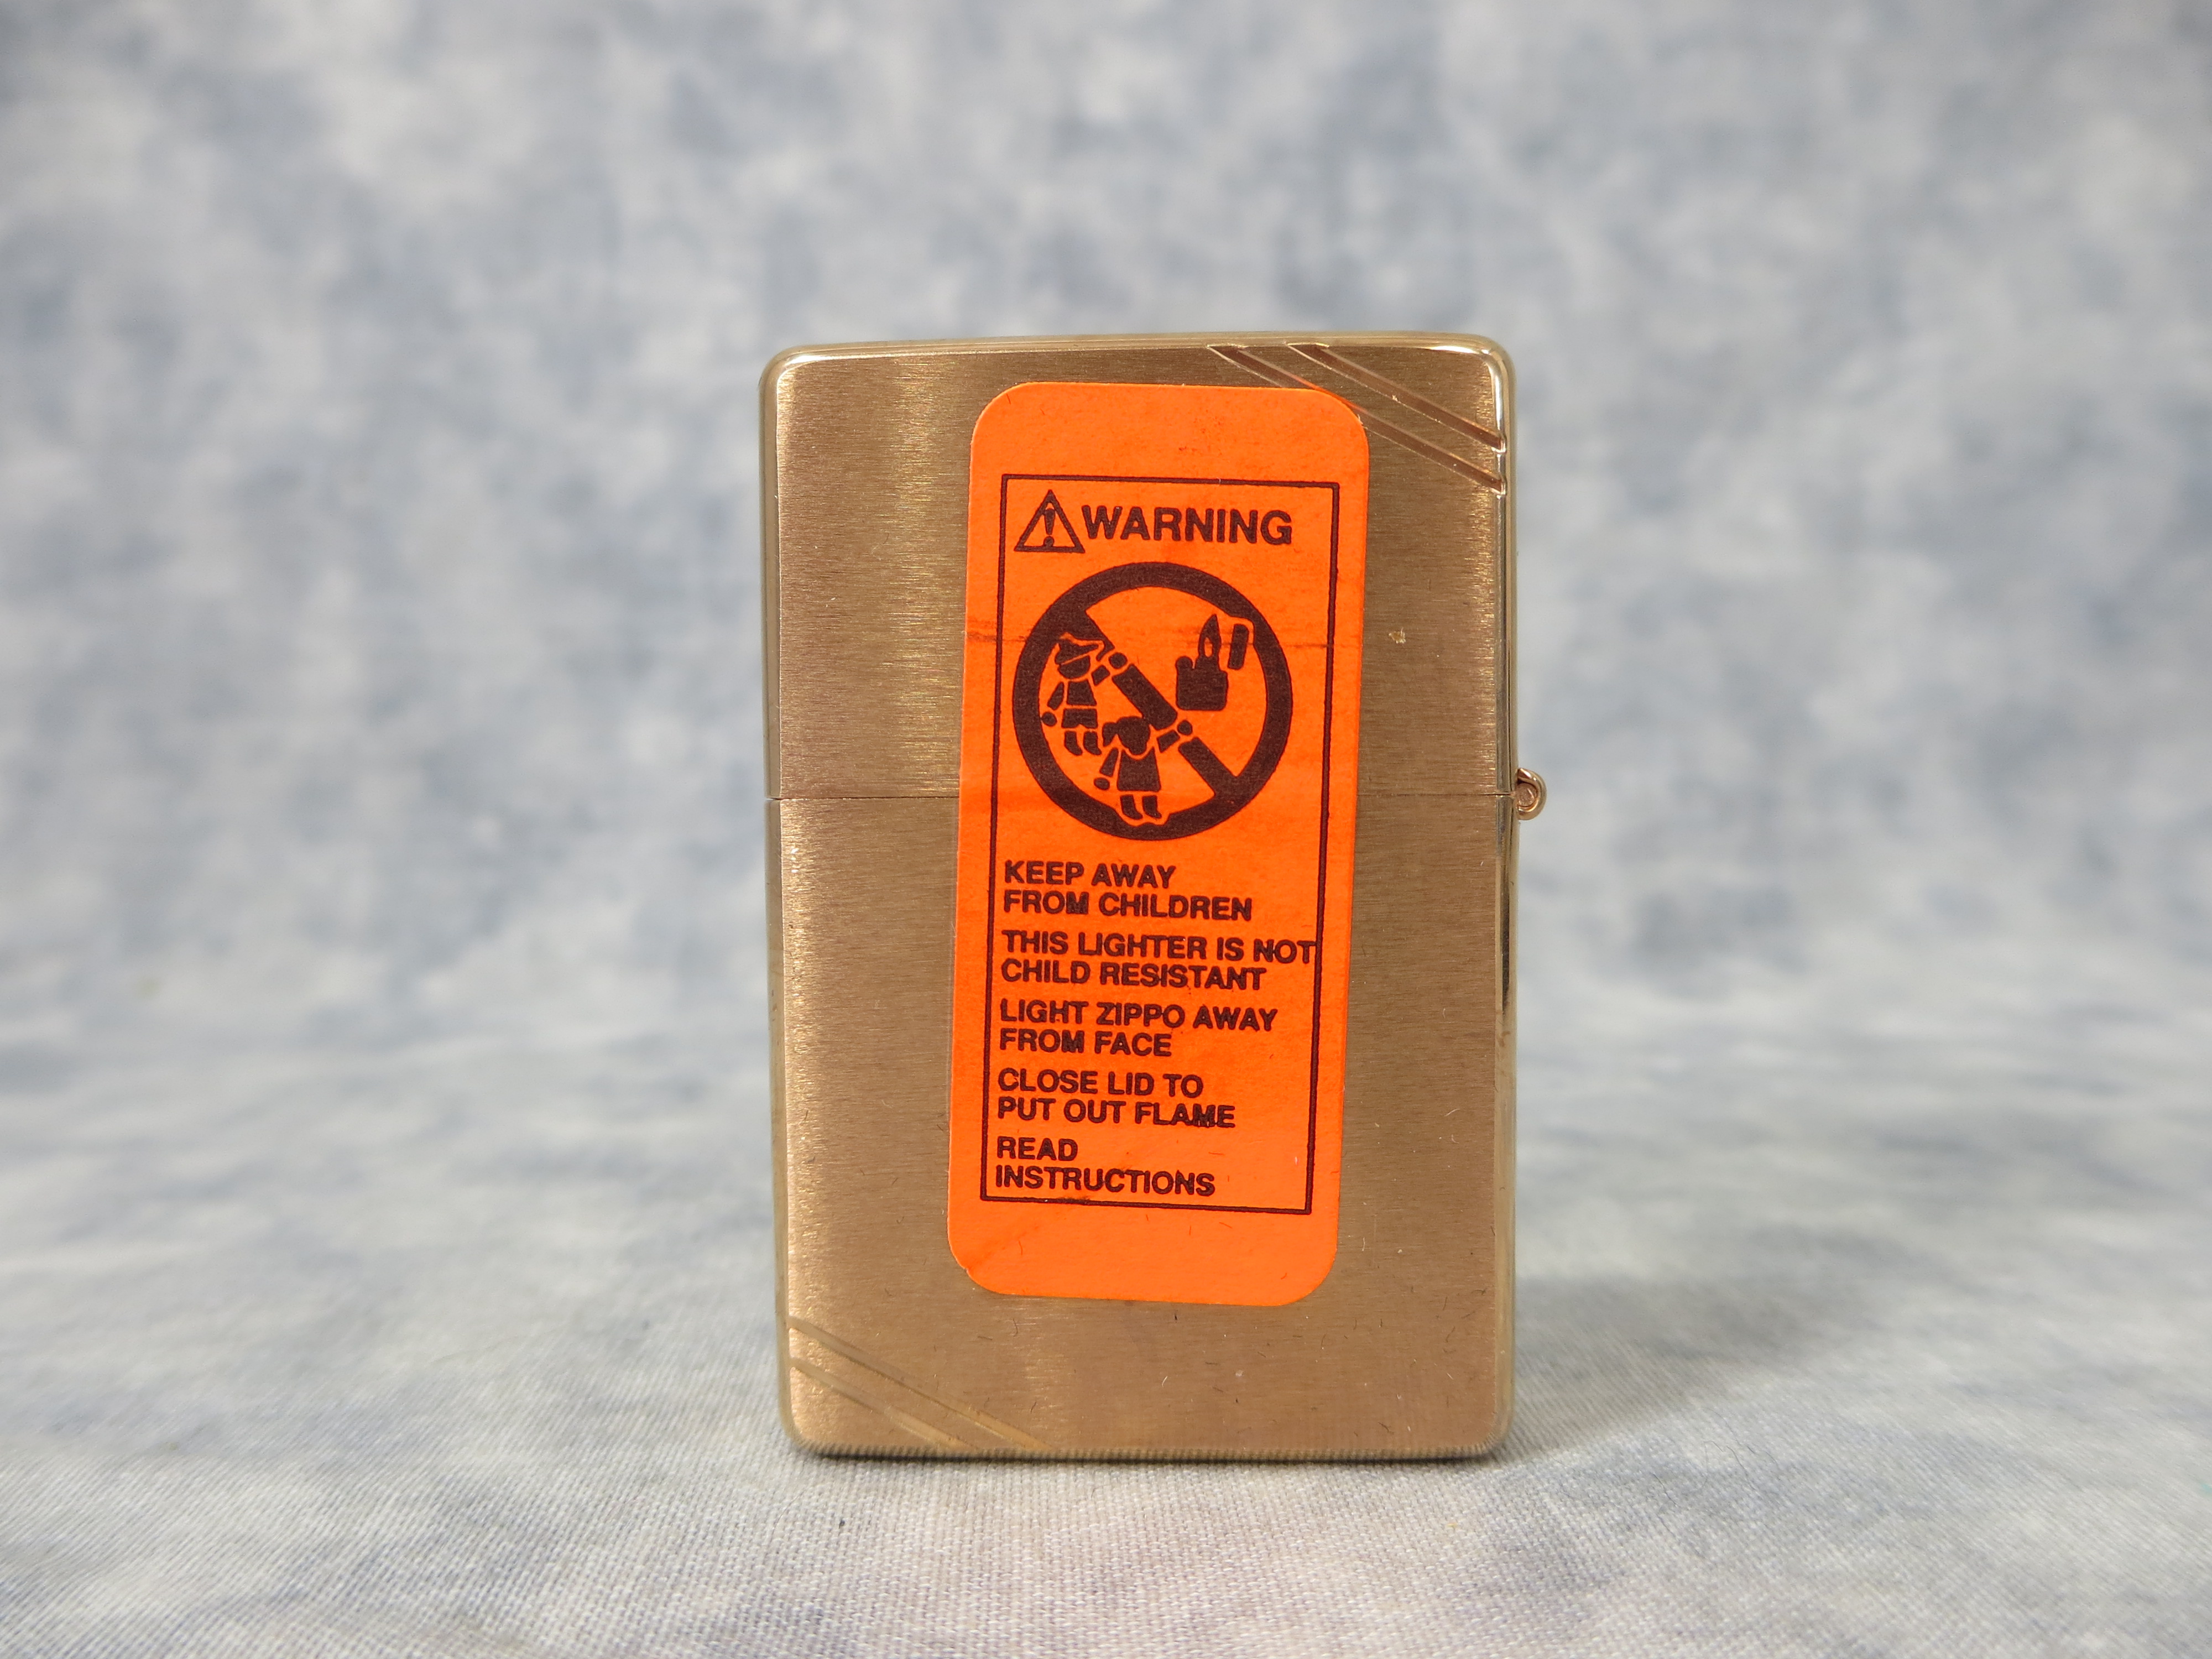 WARNING
KEEP AWAY
FROM CHILDREN
THIS LIGHTER IS NOT
CHILD RESISTANT
LIGHT ZIPPO AWAY
FROM FACE
CLOSE LID TO
PUT OUT FLAME
READ
INSTRUCTIONS